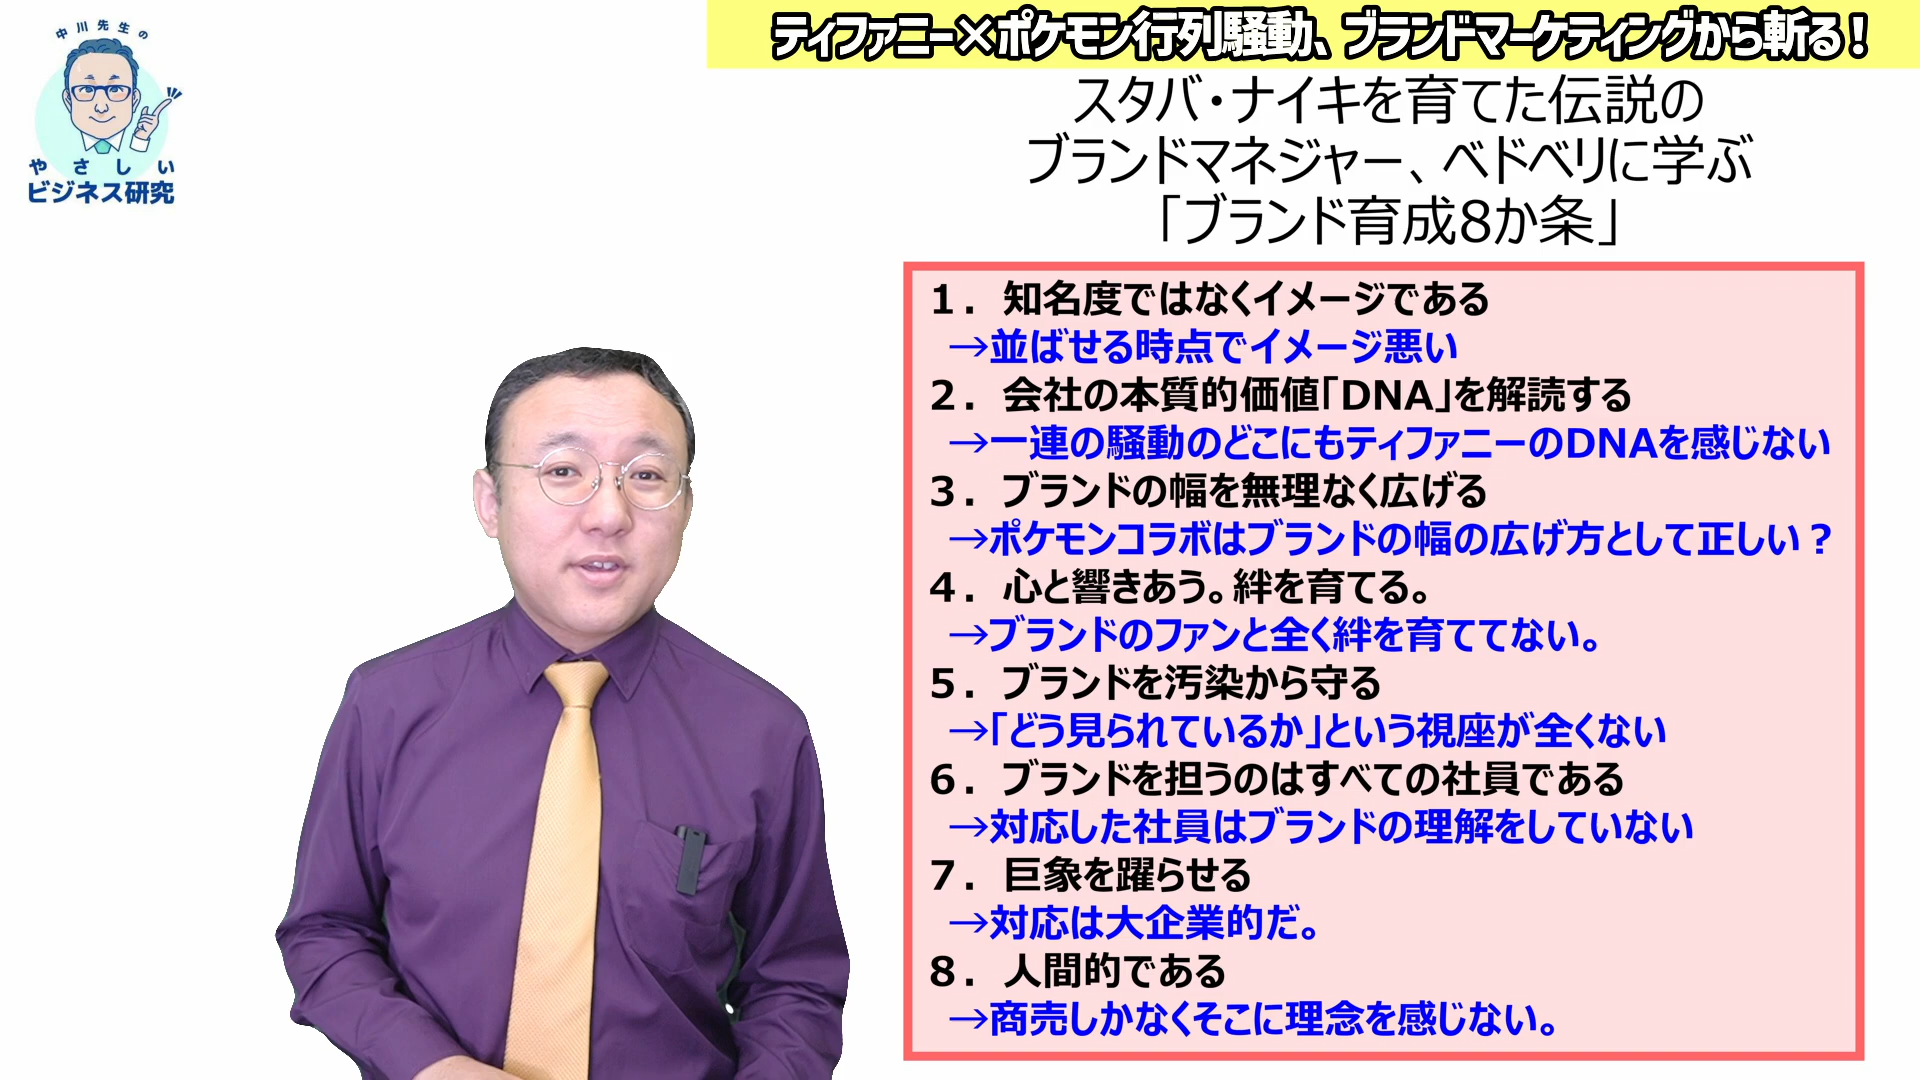 中川先生の
やさしい
ビジネス研究
ティファニー×ポケモン行列騒動、ブランドマーケティングから斬る！
スタバ・ナイキを育てた伝説の
ブランドマネジャー、ベドベリに学ぶ
「ブランド育成8か条」
１．知名度ではなくイメージである
→並ばせる時点でイメージ悪い
２．会社の本質的価値「DNA」を解読する
→一連の騒動のどこにもティファニーのDNAを感じない
３．ブランドの幅を無理なく広げる
→ポケモンコラボはブランドの幅の広げ方として正しい？
４．心と響きあう。絆を育てる。
→ブランドのファンと全く絆を育ててない。
５．ブランドを汚染から守る
→「どう見られているか」という視座が全くない
６．ブランドを担うのはすべての社員である
→対応した社員はブランドの理解をしていない
７．巨象を躍らせる
→対応は大企業的だ。
８．人間的である
→商売しかなくそこに理念を感じない。